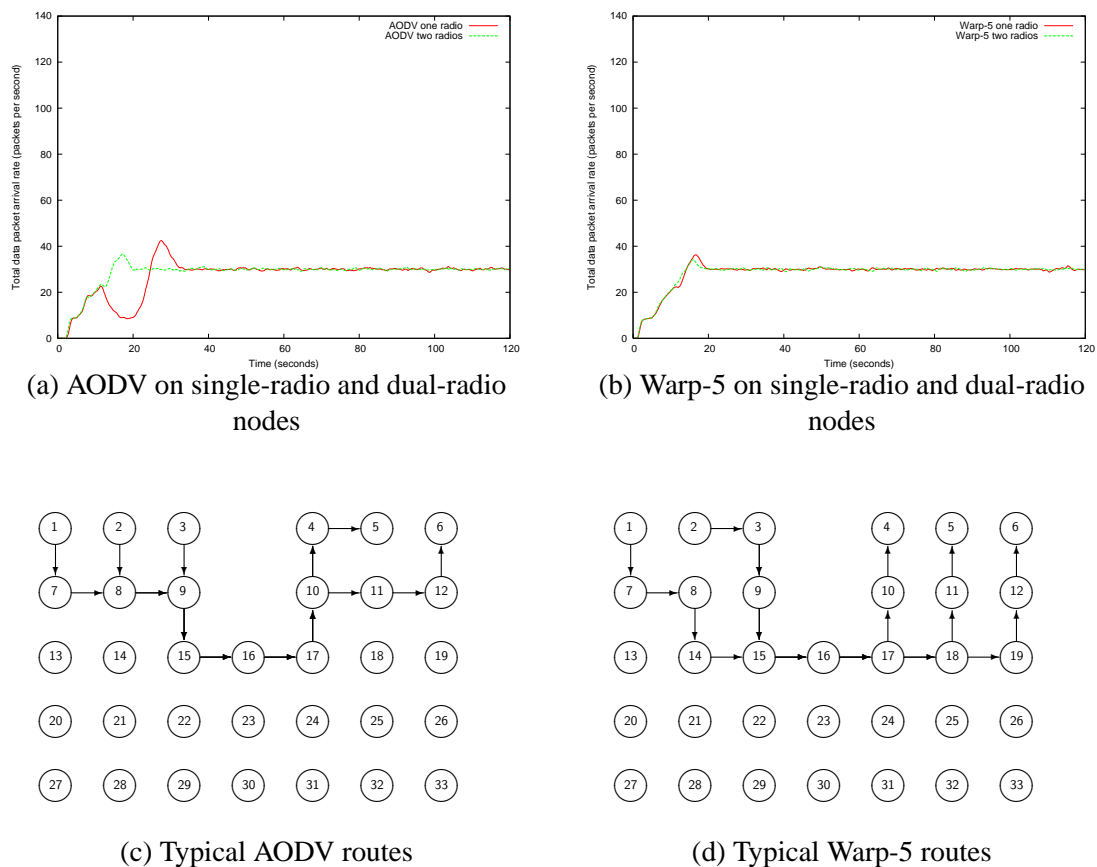 140
120
100
80
60
40
20
0
0 20 40 60 80 100 120
Total data packet arrival rate (packets per second)
Time (seconds)
AODV one radio
AODV two radios
(a) AODV on single-radio and dual-radio
nodes
140
120
100
80
60
40
20
0
0 20 40 60 80 100 120
Total data packet arrival rate (packets per second)
Time (seconds)
Warp-5 one radio
Warp-5 two radios
(b) Warp-5 on single-radio and dual-radio
nodes
1 2 3 4 5 6
7 8 9 10 11 12
13 14 15 16 17 18 19
20 21 22 23 24 25 26
27 28 29 30 31 32 33
(c) Typical AODV routes
1 2 3 4 5 6
7 8 9 10 11 12
13 14 15 16 17 18 19
20 21 22 23 24 25 26
27 28 29 30 31 32 33
(d) Typical Warp-5 routes